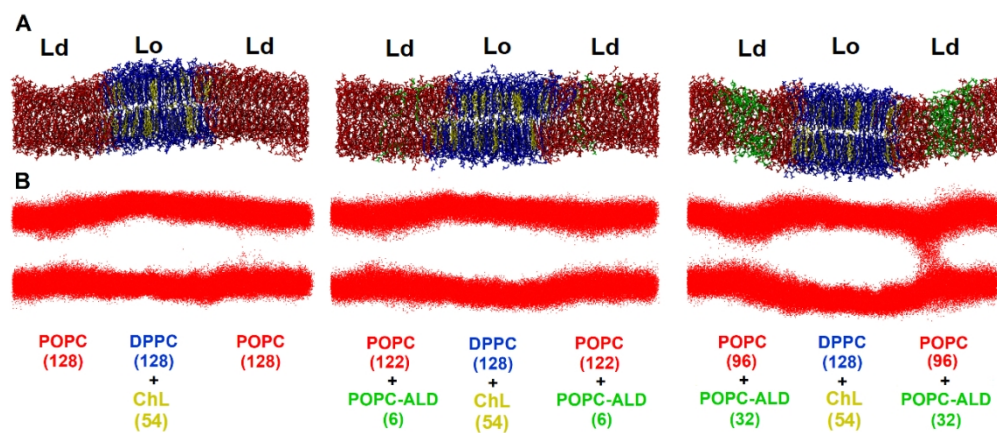 A
Ld Lo Ld
Ld Lo Ld
Ld Lo Ld
B
POPC
(128)
DPPC
(128)
+
ChL
(54)
POPC
(128)
POPC
(122)
+
POPC-ALD
(6)
DPPC
(128)
+
ChL
(54)
POPC
(122)
+
POPC-ALD
(6)
POPC
(96)
+
POPC-ALD
(32)
DPPC
(128)
+
ChL
(54)
POPC
(96)
+
POPC-ALD
(32)